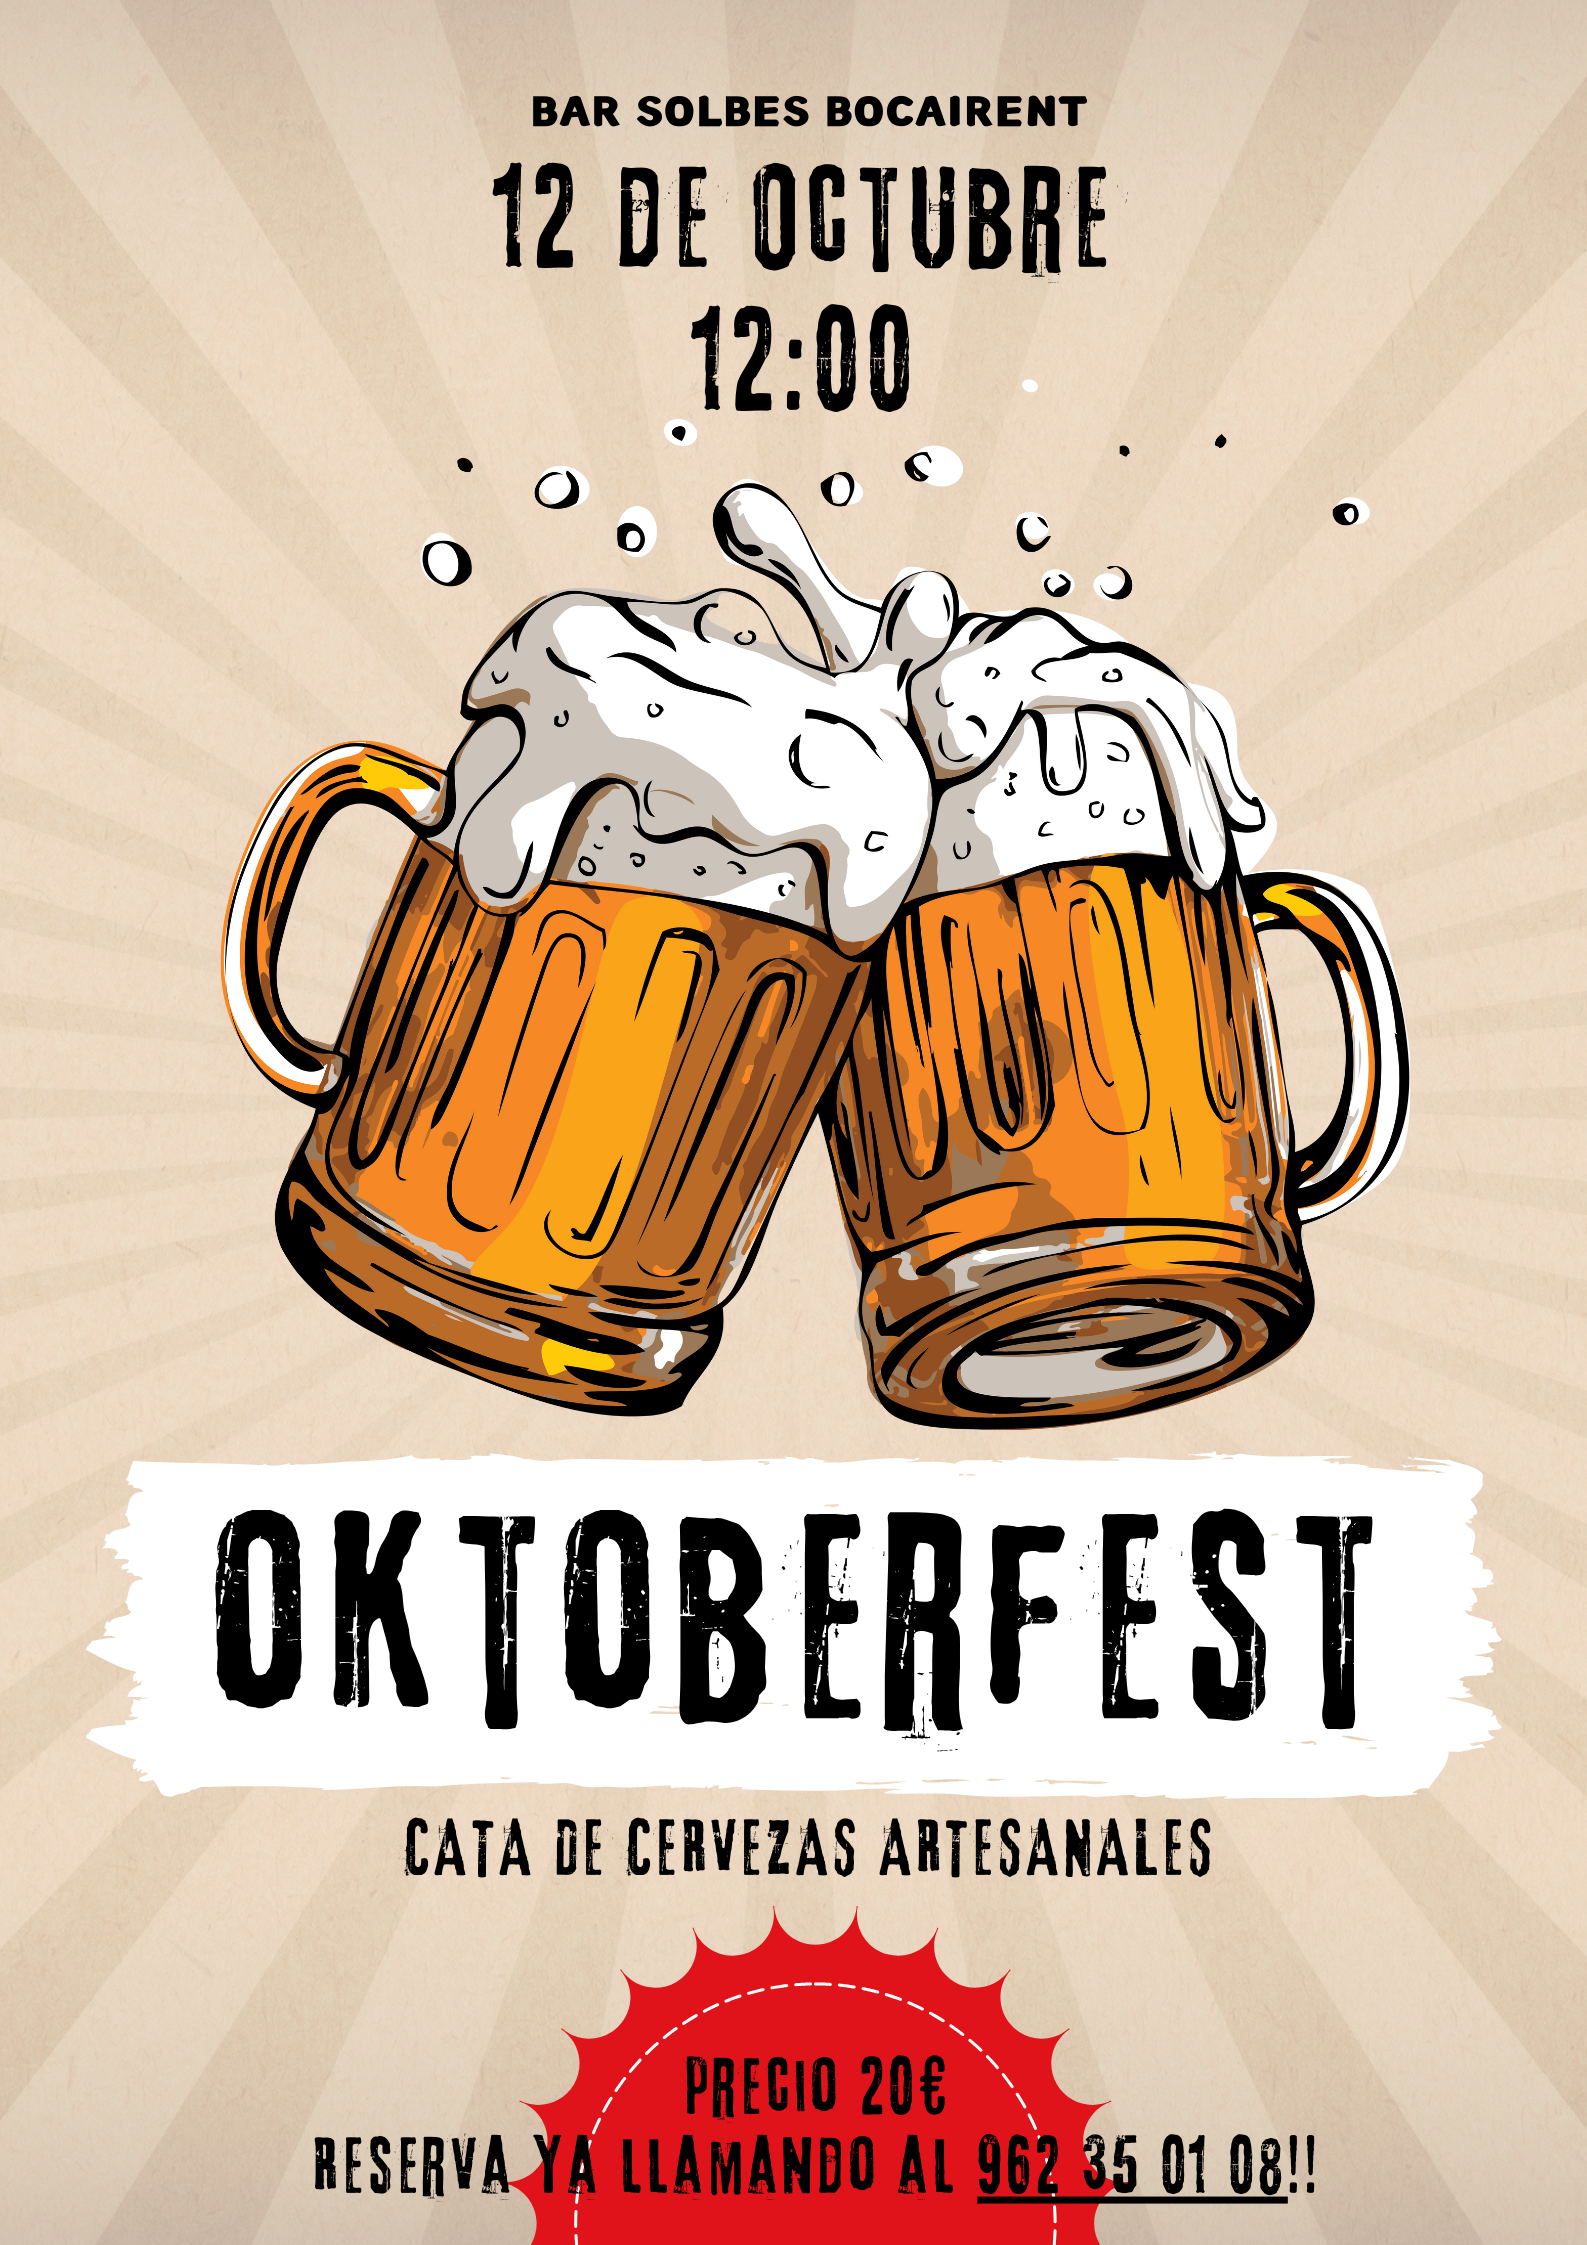 BAR SOLBES BOCAIRENT
12 DE OCTUBRE
12:00
OKTOBERFEST
CATA DE CERVEZAS ARTESANALES
PRECIO 20€
RESERVA YA LLAMANDO AL 962 35 01 08!!